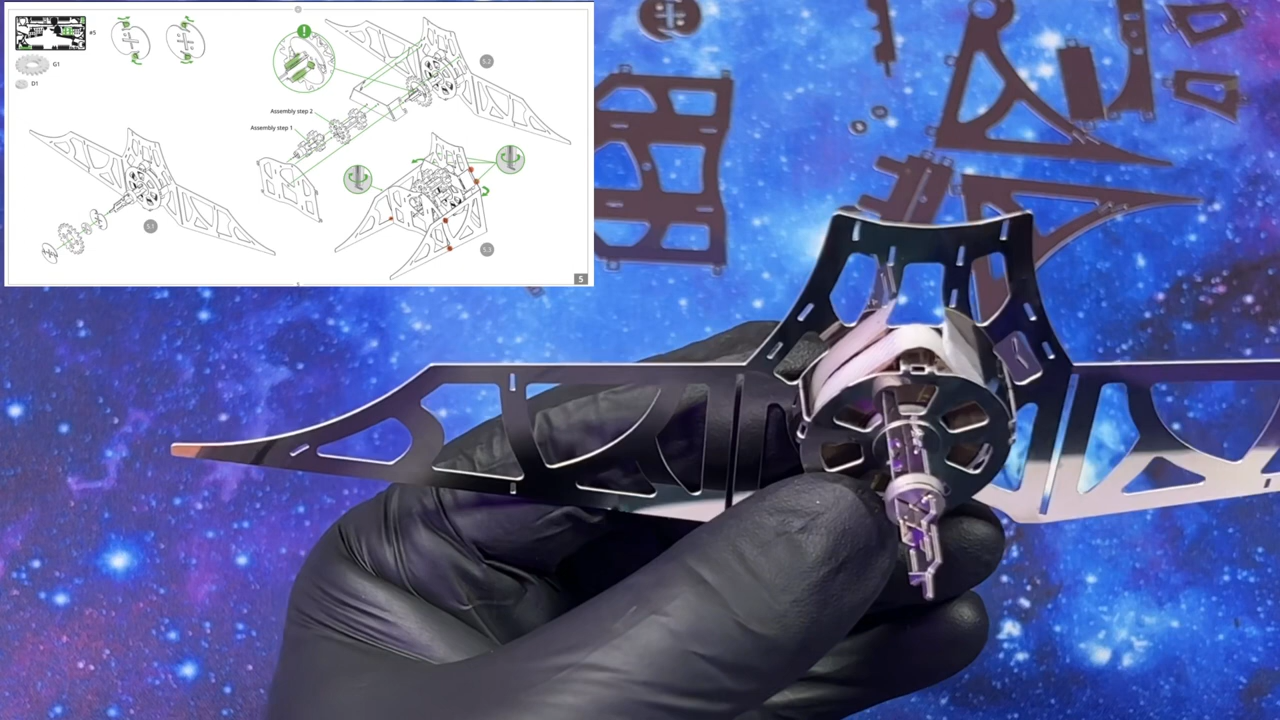 #5
G1
D1
!
5.2
Assembly step 2
Assembly step 1
5.1
5.3
5